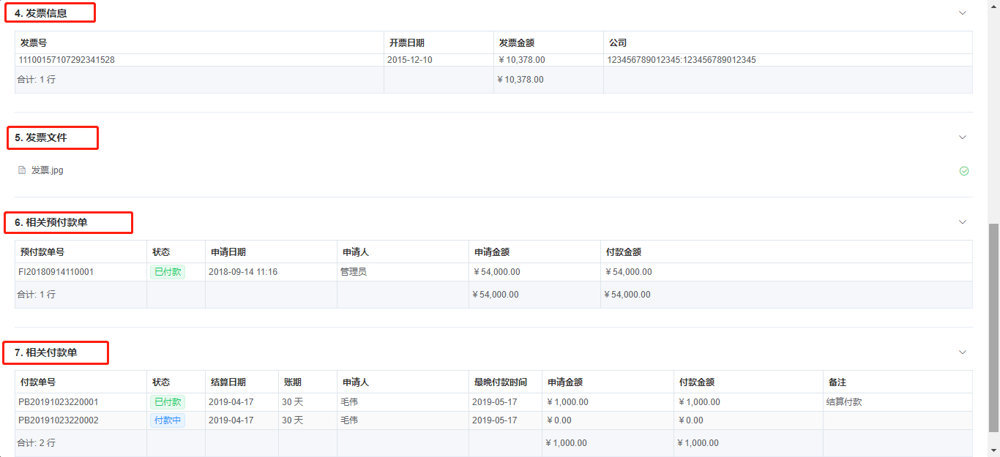 4. 发票信息
发票号 开票日期 发票金额 公司
11100157107292341528 2015-12-10 ¥ 10,378.00 123456789012345:123456789012345
合计: 1 行 ¥ 10,378.00
5. 发票文件
发票.jpg
6. 相关预付款单
预付款单号 状态 申请日期 申请人 申请金额 付款金额
FI20180914110001 已付款 2018-09-14 11:16 管理员 ¥ 54,000.00 ¥ 54,000.00
合计: 1 行 ¥ 54,000.00 ¥ 54,000.00
7. 相关付款单
付款单号 状态 结算日期 账期 申请人 最晚付款时间 申请金额 付款金额 备注
PB20191023220001 已付款 2019-04-17 30 天 毛伟 2019-05-17 ¥ 1,000.00 ¥ 1,000.00 结算付款
PB20191023220002 付款中 2019-04-17 30 天 毛伟 2019-05-17 ¥ 0.00 ¥ 0.00
合计: 2 行 ¥ 1,000.00 ¥ 1,000.00